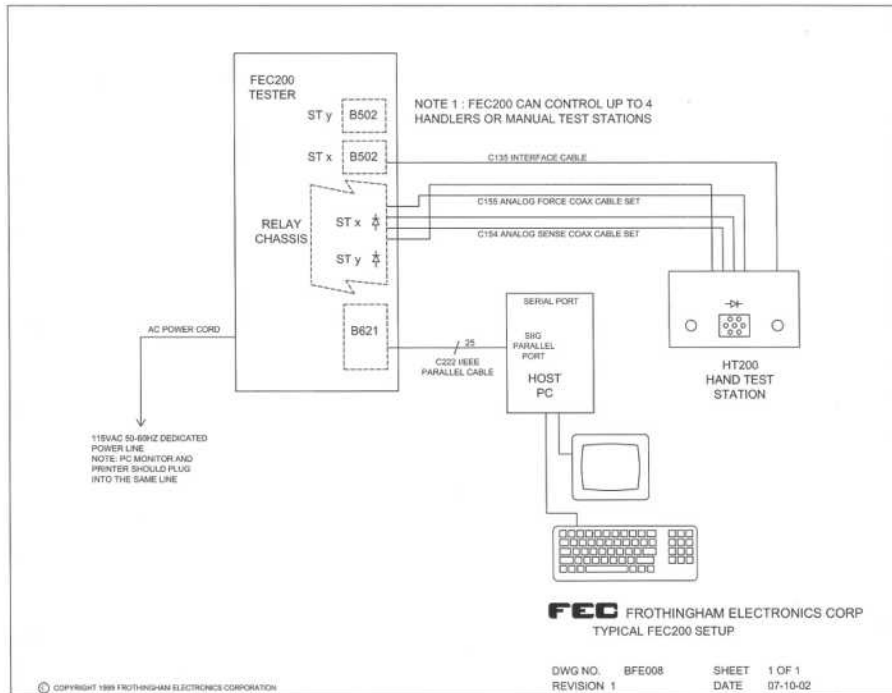 FEC200
TESTER
ST y
B502
ST x
B502
RELAY
CHASSIS
ST x
ST y
B621
NOTE 1 : FEC200 CAN CONTROL UP TO 4
HANDLERS OR MANUAL TEST STATIONS
C135 INTERFACE CABLE
C155 ANALOG FORCE COAX CABLE SET
C154 ANALOG SENSE COAX CABLE SET
AC POWER CORD
115VAC 50-60HZ DEDICATED
POWER LINE
NOTE: PC MONITOR AND
PRINTER SHOULD PLUG
INTO THE SAME LINE
25
C222 I/EEE
PARALLEL CABLE
SERIAL PORT
SIIG
PARALLEL
PORT
HOST
PC
HT200
HAND TEST
STATION
FEC FROTHINGHAM ELECTRONICS CORP
TYPICAL FEC200 SETUP
DWG NO. BFE008 SHEET 1 OF 1
REVISION 1 DATE 07-10-02
© COPYRIGHT 1999 FROTHINGHAM ELECTRONICS CORPORATION